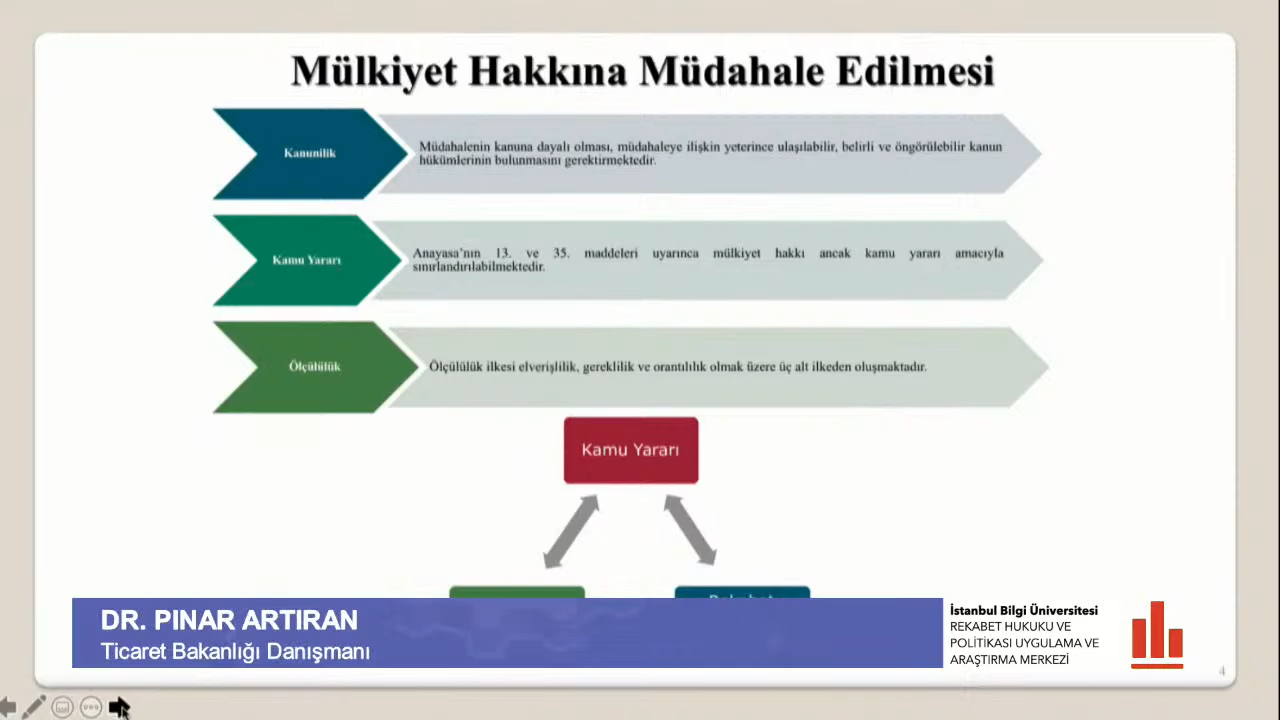 Mülkiyet Hakkına Müdahale Edilmesi
Kanunilik
Müdahalenin kanuna dayalı olması, müdahaleye ilişkin yeterince ulaşılabilir, belirli ve öngörülebilir kanun
hükümlerinin bulunmasını gerektirmektedir.
Kamu Yararı
Anayasa’nın 13. ve 35. maddeleri uyarınca mülkiyet hakkı ancak kamu yararı amacıyla
sınırlandırılabilmektedir.
Ölçülülük
Ölçülülük ilkesi elverişlilik, gereklilik ve orantılılık olmak üzere üç alt ilkeden oluşmaktadır.
Kamu Yararı
DR. PINAR ARTIRAN
Ticaret Bakanlığı Danışmanı
İstanbul Bilgi Üniversitesi
REKABET HUKUKU VE
POLİTİKASI UYGULAMA VE
ARAŞTIRMA MERKEZİ
4